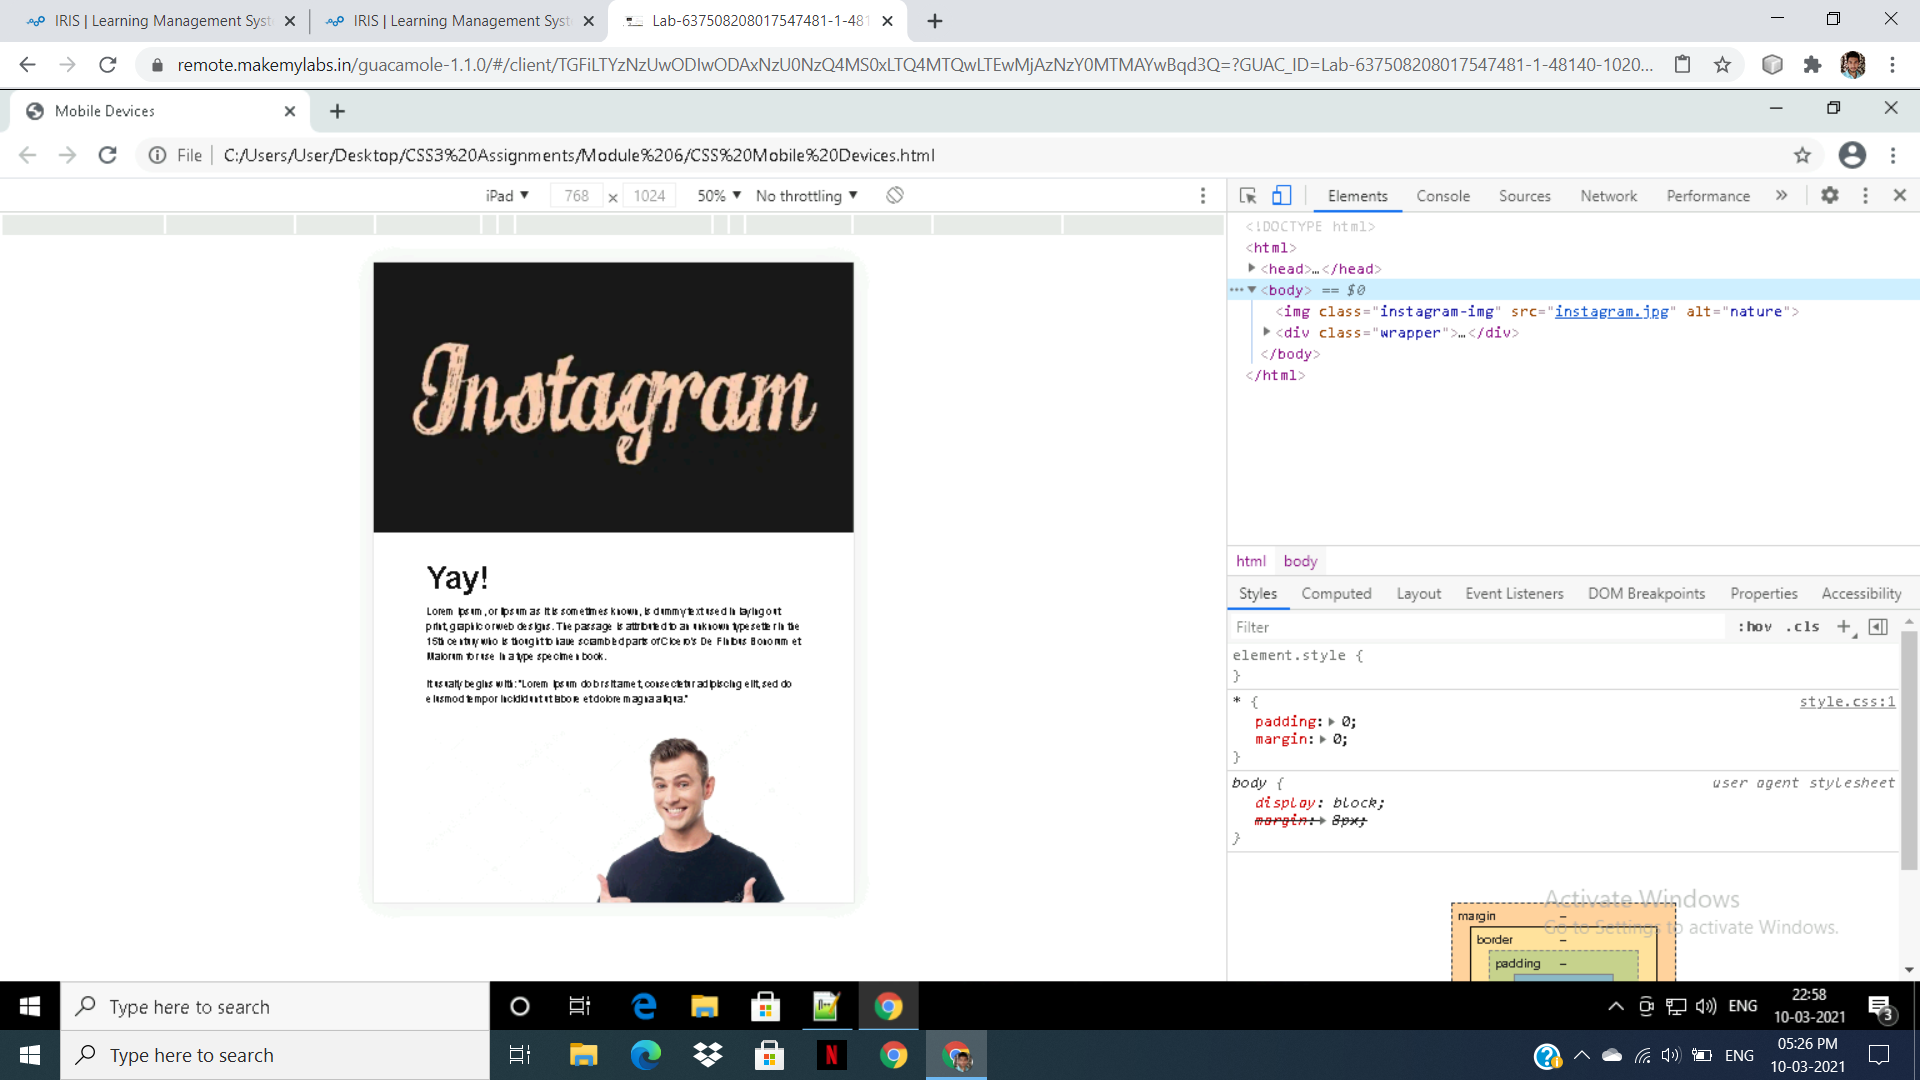 IRIS | Learning Management Syst
IRIS | Learning Management Syst
Lab-637508208017547481-1-481
remote.makemylabs.in/guacamole-1.1.0/#/client/TGFiLTYzNzUwODIwODAxNzU0NzQ4MS0xLTQ4MTQwLTEwMjAzNzY0MTMAYwBqd3Q=?GUAC_ID=Lab-637508208017547481-1-48140-1020...
Mobile Devices
File
C:/Users/User/Desktop/CSS3%20Assignments/Module%206/CSS%20Mobile%20Devices.html
iPad ▼ 768 x 1024 50% ▼ No throttling ▼
Elements Console Sources Network Performance »
<!DOCTYPE html>
<html>
<head>…</head>
<body> == $0
<img class="instagram-img" src="instagram.jpg" alt="nature">
<div class="wrapper">…</div>
</body>
</html>
Instagram
Yay!
Lorem Ipsum, or lipsum as it is sometimes known, is dummy text used in laying out
print, graphic or web designs. The passage is attributed to an unknown typesetter in the
15th century who is thought to have scrambled parts of Cicero's De Finibus Bonorum et
Malorum for use in a type specimen book.
It usually begins with: "Lorem ipsum dolor sit amet, consectetur adipiscing elit, sed do
eiusmod tempor incididunt ut labore et dolore magna aliqua."
html body
Styles Computed Layout Event Listeners DOM Breakpoints Properties Accessibility
Filter :hov .cls +
element.style {
}
* { style.css:1
padding: 0;
margin: 0;
}
body { user agent stylesheet
display: block;
margin: 8px;
}
margin –
border –
padding –
Activate Windows
Go to Settings to activate Windows.
Type here to search
ENG
22:58
10-03-2021
3
Type here to search
N
ENG
05:26 PM
10-03-2021